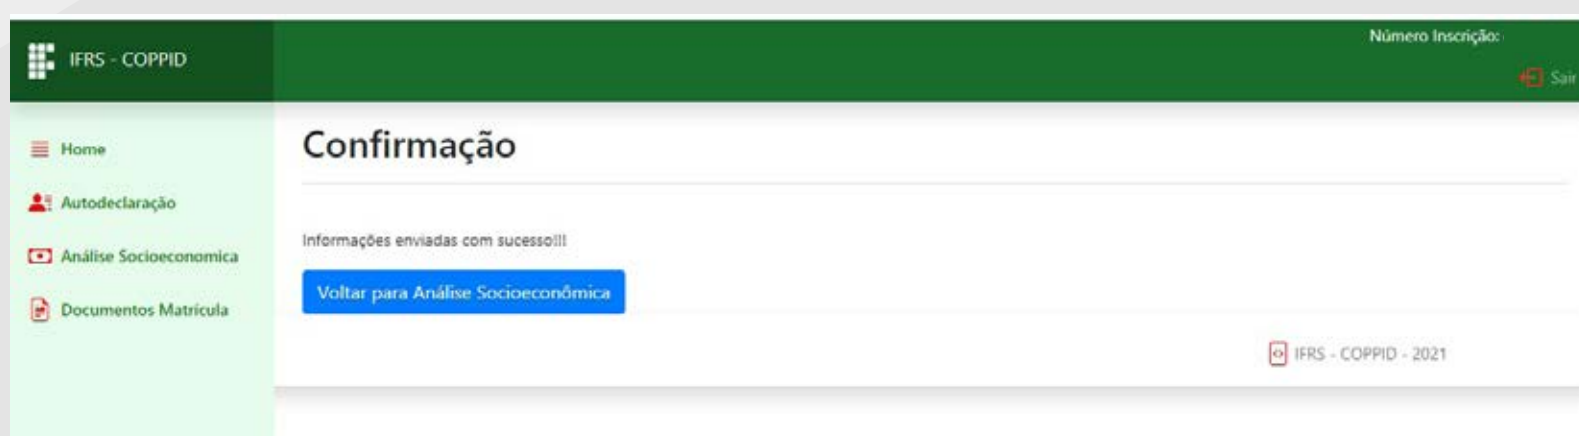 IFRS - COPPID
Número Inscrição:
Sair
Home
Autodeclaração
Análise Socioeconomica
Documentos Matrícula
Confirmação
Informações enviadas com sucesso!!!
Voltar para Análise Socioeconômica
IFRS - COPPID - 2021